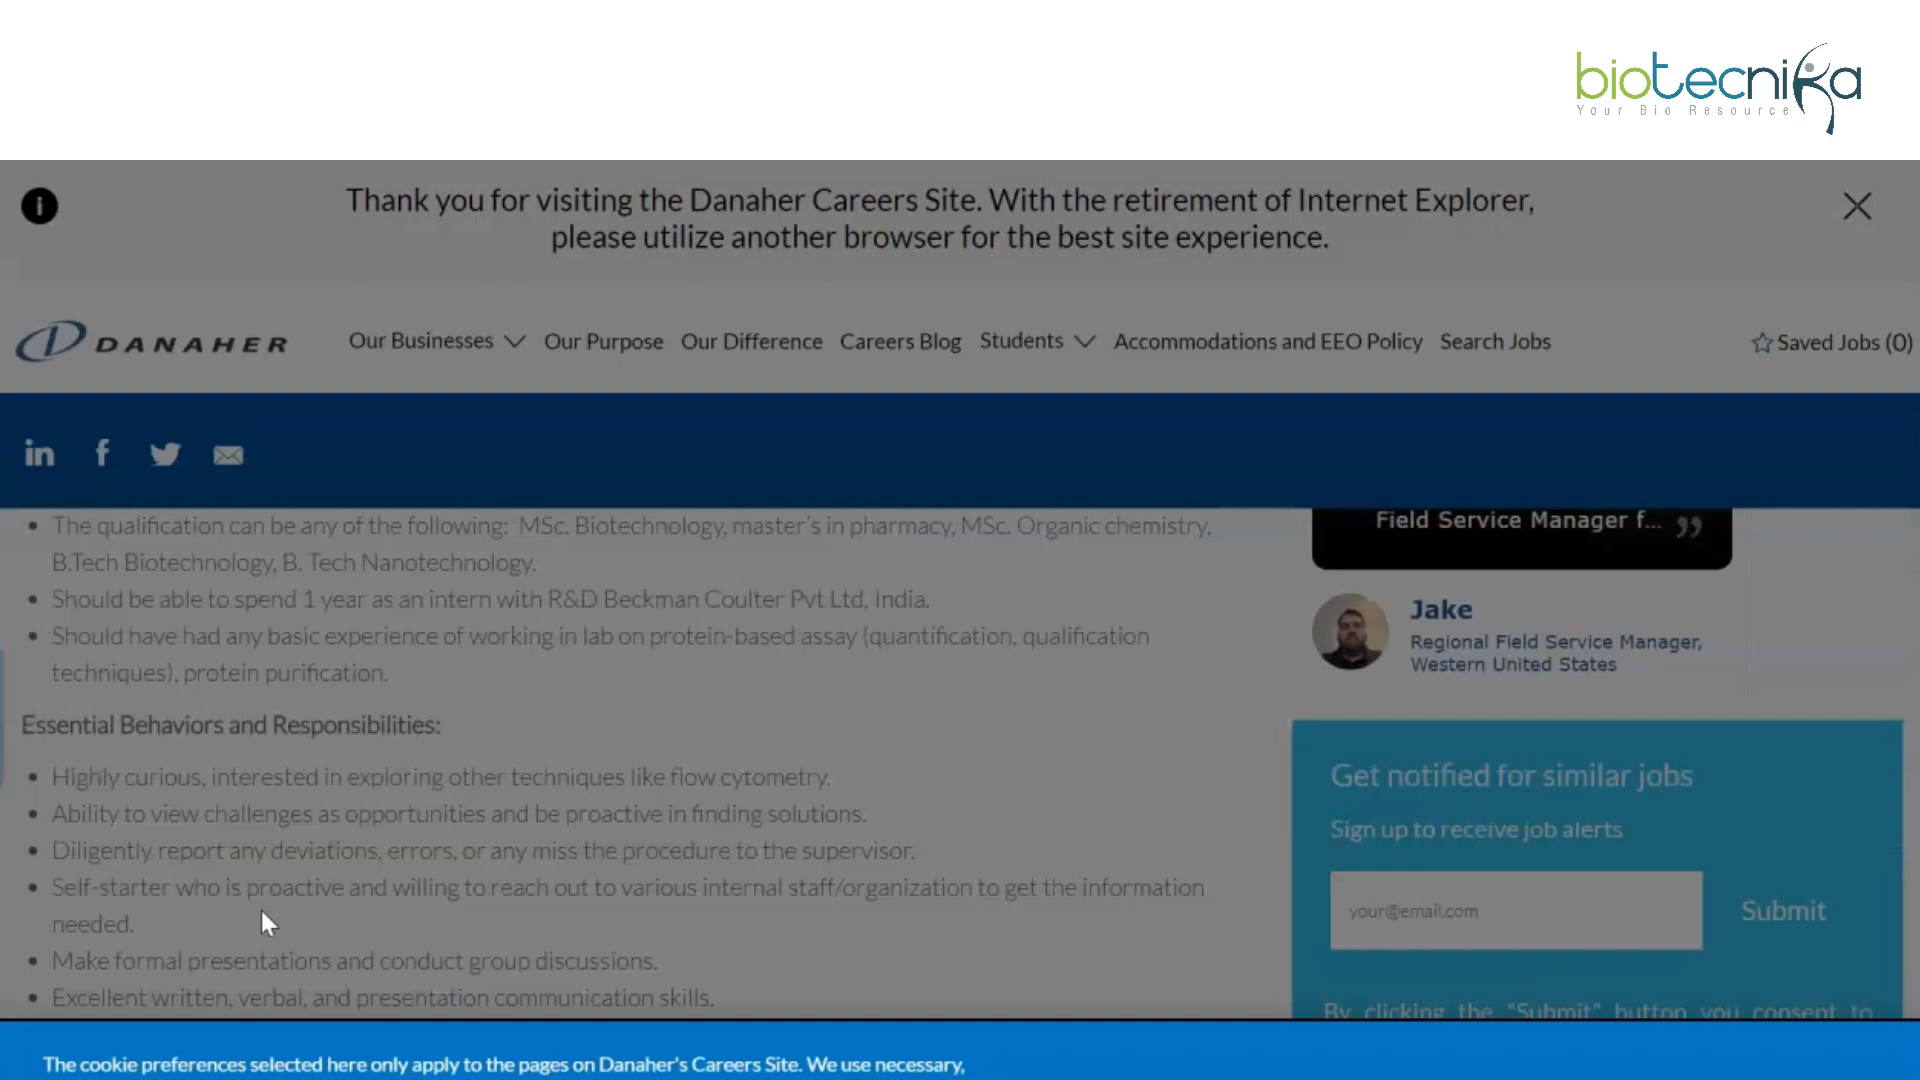 biotecnika
Your Bio Resource
Thank you for visiting the Danaher Careers Site. With the retirement of Internet Explorer,
please utilize another browser for the best site experience.
DANAHER
Our Businesses
Our Purpose
Our Difference
Careers Blog
Students
Accommodations and EEO Policy
Search Jobs
Saved Jobs (0)
• The qualification can be any of the following: MSc. Biotechnology, master's in pharmacy, MSc. Organic chemistry,
B.Tech Biotechnology, B. Tech Nanotechnology.
• Should be able to spend 1 year as an intern with R&D Beckman Coulter Pvt Ltd, India.
• Should have had any basic experience of working in lab on protein-based assay (quantification, qualification
techniques), protein purification.
Essential Behaviors and Responsibilities:
• Highly curious, interested in exploring other techniques like flow cytometry.
• Ability to view challenges as opportunities and be proactive in finding solutions.
• Diligently report any deviations, errors, or any miss the procedure to the supervisor.
• Self-starter who is proactive and willing to reach out to various internal staff/organization to get the information
needed.
• Make formal presentations and conduct group discussions.
• Excellent written, verbal, and presentation communication skills.
Field Service Manager f... ”
Jake
Regional Field Service Manager,
Western United States
Get notified for similar jobs
Sign up to receive job alerts
your@email.com
Submit
By clicking the "Submit" button you consent to
The cookie preferences selected here only apply to the pages on Danaher's Careers Site. We use necessary,